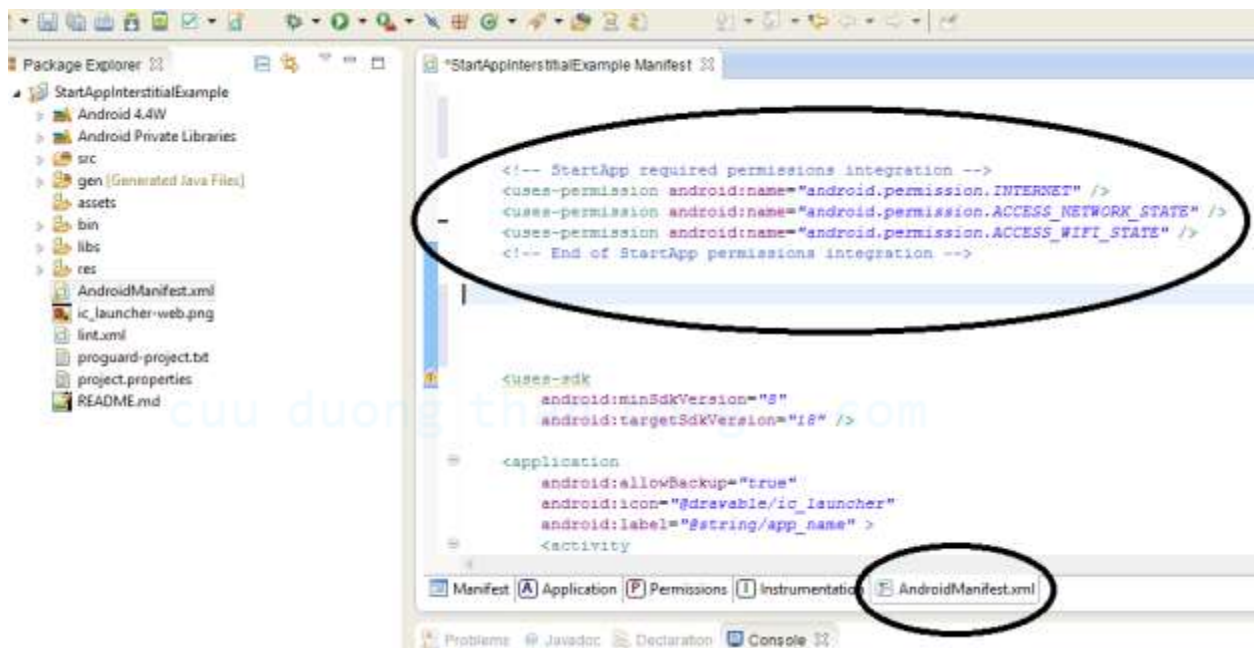 Package Explorer
StartAppInterstitialExample
Android 4.4W
Android Private Libraries
src
gen [Generated Java Files]
assets
bin
libs
res
AndroidManifest.xml
ic_launcher-web.png
lint.xml
proguard-project.txt
project.properties
README.md
*StartAppInterstitialExample Manifest
<!-- StartApp required permissions integration -->
<uses-permission android:name="android.permission.INTERNET" />
<uses-permission android:name="android.permission.ACCESS_NETWORK_STATE" />
<uses-permission android:name="android.permission.ACCESS_WIFI_STATE" />
<!-- End of StartApp permissions integration -->
<uses-sdk
android:minSdkVersion="8"
android:targetSdkVersion="18" />
<application
android:allowBackup="true"
android:icon="@drawable/ic_launcher"
android:label="@string/app_name" >
<activity
Manifest Application Permissions Instrumentation AndroidManifest.xml
Problems Javadoc Declaration Console
cuu duong than com